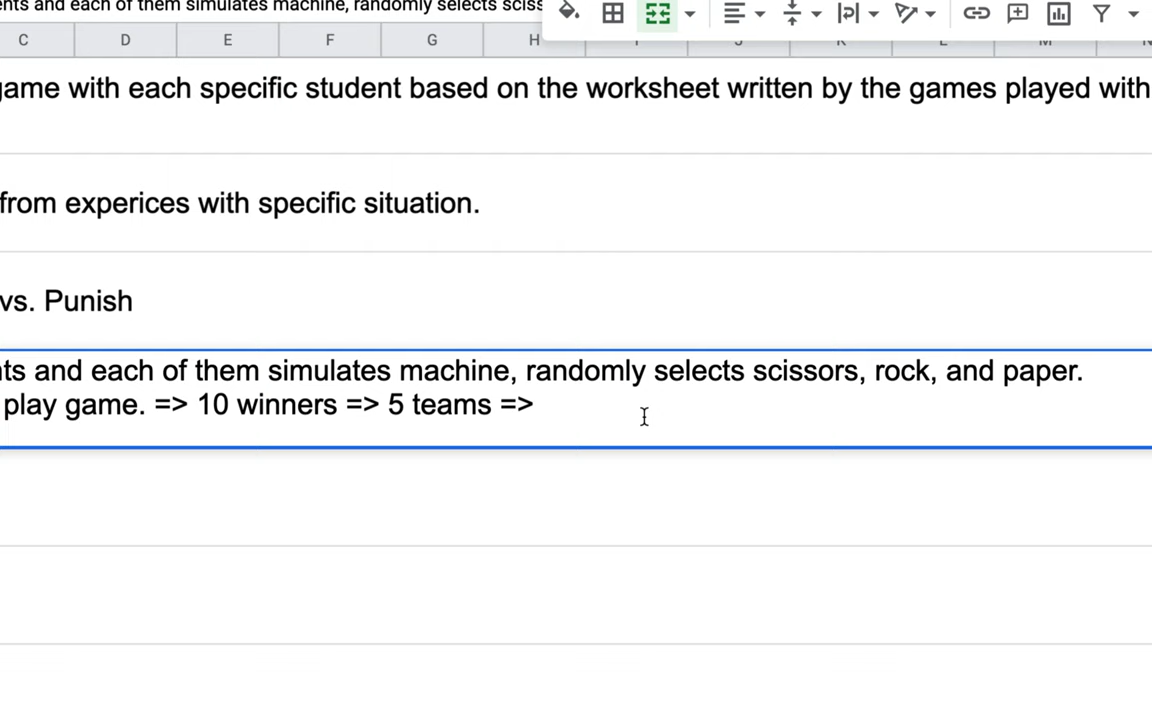 nts and each of them simulates machine, randomly selects sciss
C D E F G H
game with each specific student based on the worksheet written by the games played with
from experices with specific situation.
vs. Punish
nts and each of them simulates machine, randomly selects scissors, rock, and paper.
play game. => 10 winners => 5 teams =>